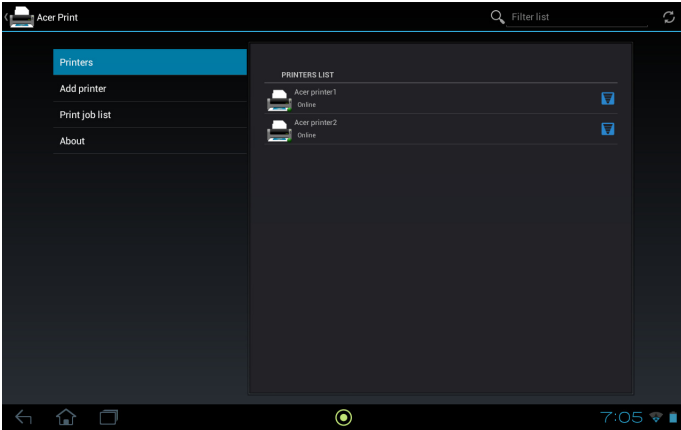 Acer Print
Filter list
Printers
Add printer
Print job list
About
PRINTERS LIST
Acer printer1
Online
Acer printer2
Online
7:05